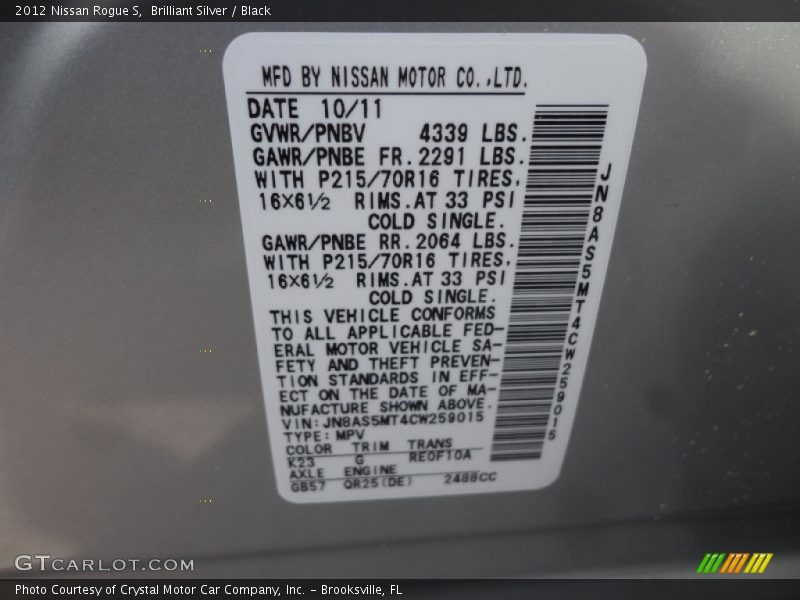 2012 Nissan Rogue S,  Brilliant Silver / Black
MFD BY NISSAN MOTOR CO.,LTD.
DATE 10/11
GVWR/PNBV 4339 LBS.
GAWR/PNBE FR.2291 LBS.
WITH P215/70R16 TIRES,
16×6½ RIMS.AT 33 PSI
COLD SINGLE.
GAWR/PNBE RR.2064 LBS.
WITH P215/70R16 TIRES,
16×6½ RIMS.AT 33 PSI
COLD SINGLE.
THIS VEHICLE CONFORMS
TO ALL APPLICABLE FED-
ERAL MOTOR VEHICLE SA-
FETY AND THEFT PREVEN-
TION STANDARDS IN EFF-
ECT ON THE DATE OF MA-
NUFACTURE SHOWN ABOVE.
VIN:JN8AS5MT4CW259015
TYPE:MPV
COLOR TRIM TRANS
K23 G RE0F10A
AXLE ENGINE
GB57 QR25(DE) 2488CC
JN8AS5MT4CW259015
GTCARLOT.COM
Photo Courtesy of Crystal Motor Car Company, Inc. – Brooksville, FL